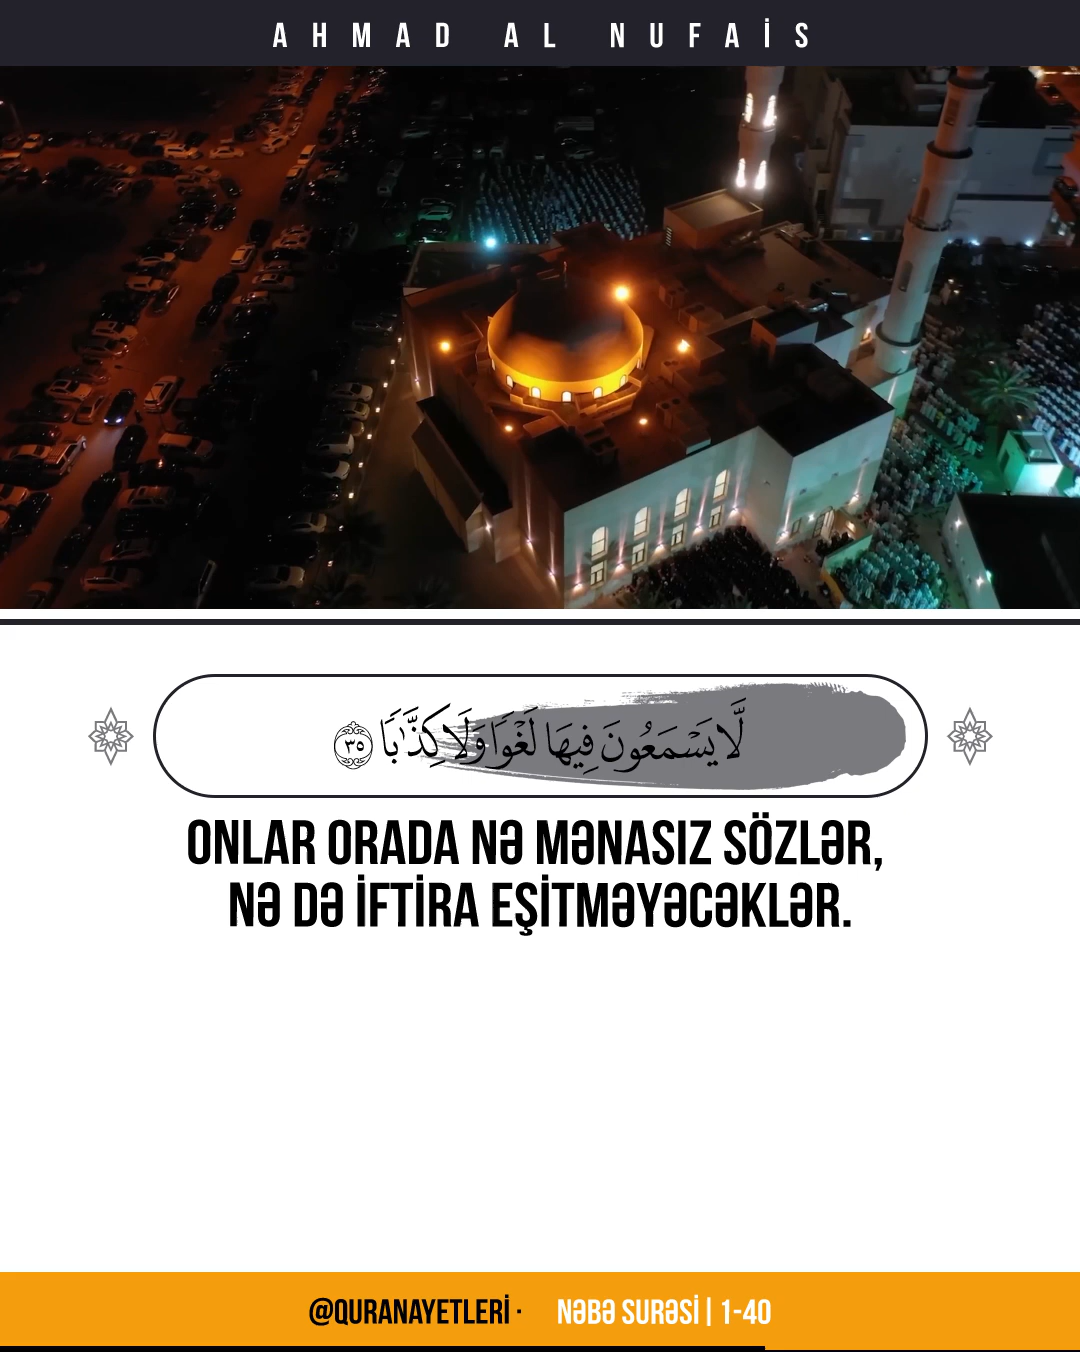 AHMAD AL NUFAİS
لَّا يَسْمَعُونَ فِيهَا لَغْوًا وَلَا كِذَّٰبًا ٣٥
ONLAR ORADA NƏ MƏNASIZ SÖZLƏR,
NƏ DƏ İFTİRA EŞİTMƏYƏCƏKLƏR.
@QURANAYETLERİ · NƏBƏ SURƏSİ | 1-40